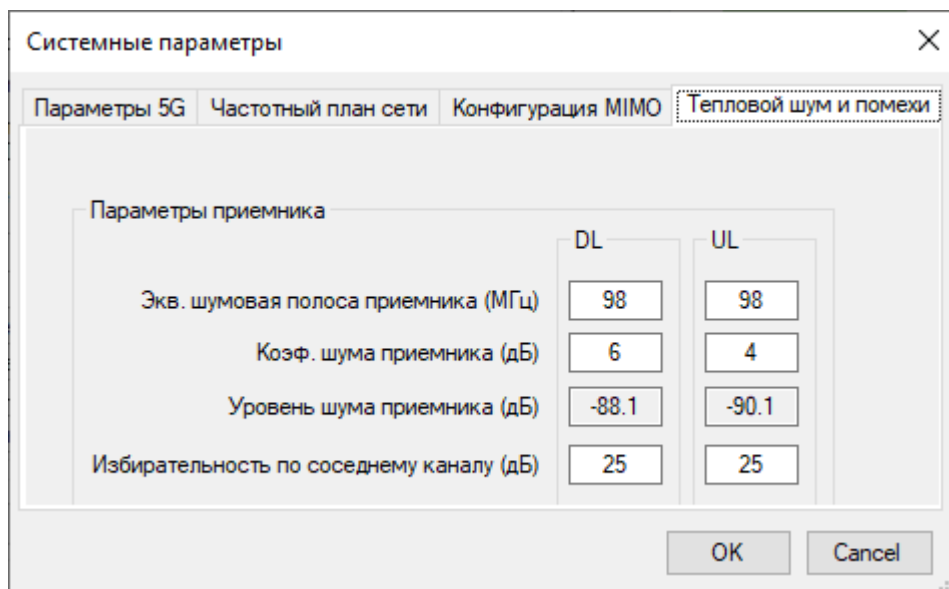 Системные параметры
Параметры 5G Частотный план сети Конфигурация MIMO Тепловой шум и помехи
Параметры приемника
DL UL
Экв. шумовая полоса приемника (МГц) 98 98
Коэф. шума приемника (дБ) 6 4
Уровень шума приемника (дБ) -88.1 -90.1
Избирательность по соседнему каналу (дБ) 25 25
OK Cancel